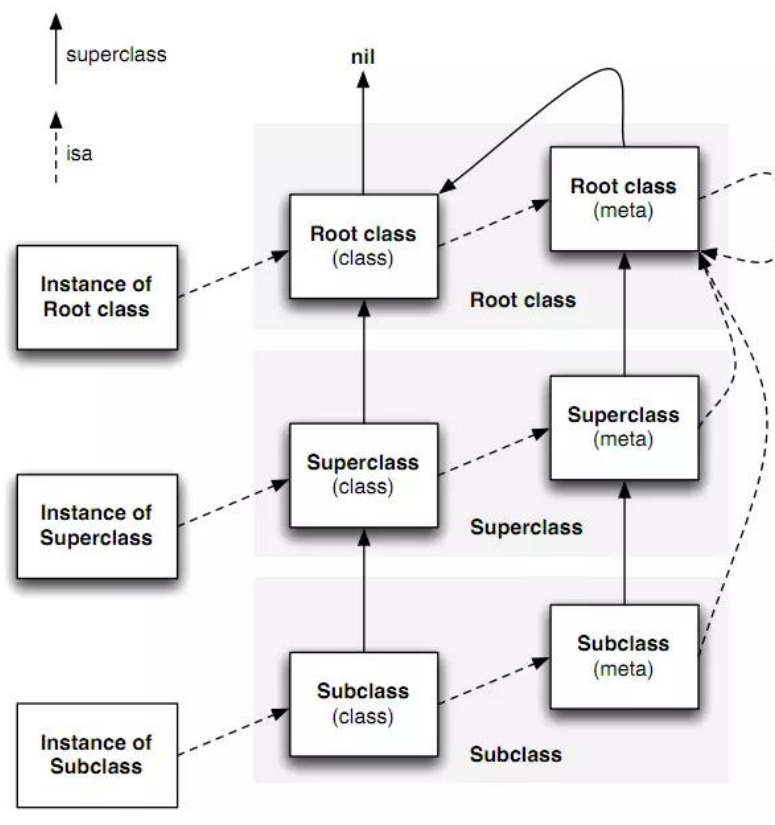 superclass
isa
nil
Root class
(meta)
Root class
(class)
Instance of
Root class
Root class
Superclass
(meta)
Superclass
(class)
Instance of
Superclass
Superclass
Subclass
(meta)
Subclass
(class)
Instance of
Subclass
Subclass